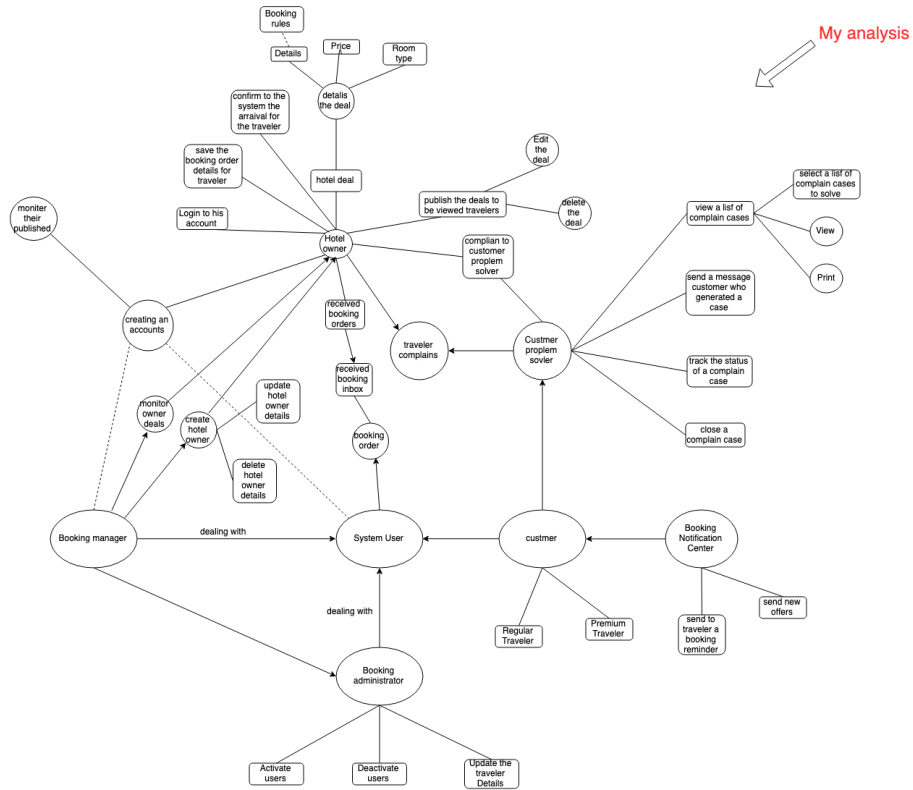 My analysis
Booking
rules
Details
Price
Room
type
detalis
the deal
confirm to the
system the
arraival for
the traveler
save the
booking order
details for
traveler
hotel deal
Login to his
account
Edit
the
deal
publish the deals to
be viewed travelers
delete
the
deal
select a list of
complain cases
to solve
view a lisf of
complain cases
View
Print
moniter
their
published
Hotel
owner
complian to
customer
proplem
solver
send a message
customer who
generated a
case
creating an
accounts
received
booking
orders
traveler
complains
Custmer
proplem
sovler
track the status
of a complain
case
received
booking
inbox
update
hotel
owner
details
monitor
owner
deals
create
hotel
owner
booking
order
close a
complain case
delete
hotel
owner
details
Booking manager
dealing with
System User
custmer
Booking
Notification
Center
dealing with
Regular
Traveler
Premium
Traveler
send to
traveler a
booking
reminder
send new
offers
Booking
administrator
Activate
users
Deactivate
users
Update the
traveler
Details